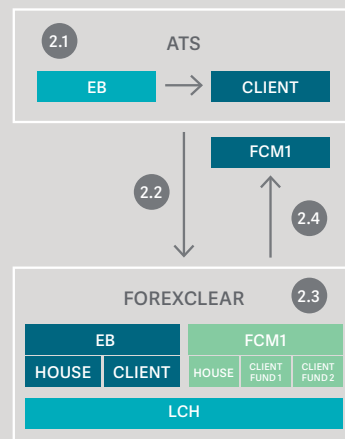 2.1
ATS
EB
CLIENT
FCM1
2.2
2.4
FOREXCLEAR
2.3
EB
FCM1
HOUSE
CLIENT
HOUSE
CLIENT
FUND 1
CLIENT
FUND 2
LCH